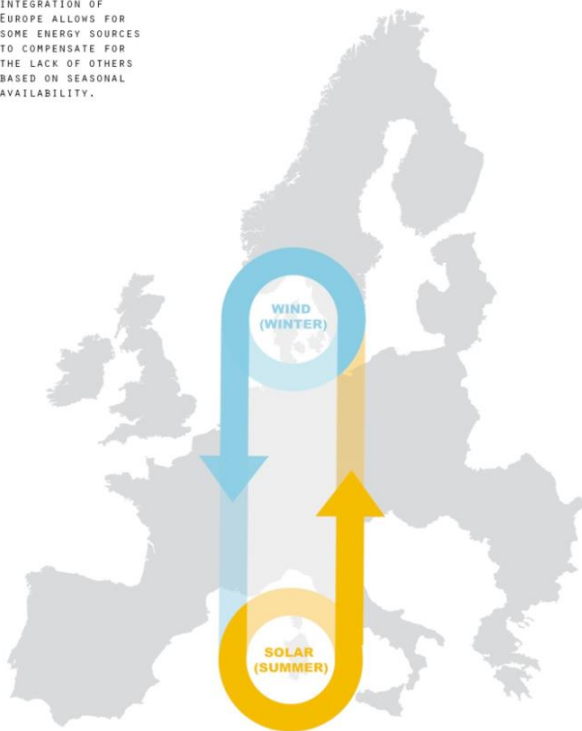 INTEGRATION OF
EUROPE ALLOWS FOR
SOME ENERGY SOURCES
TO COMPENSATE FOR
THE LACK OF OTHERS
BASED ON SEASONAL
AVAILABILITY.
WIND
(WINTER)
SOLAR
(SUMMER)